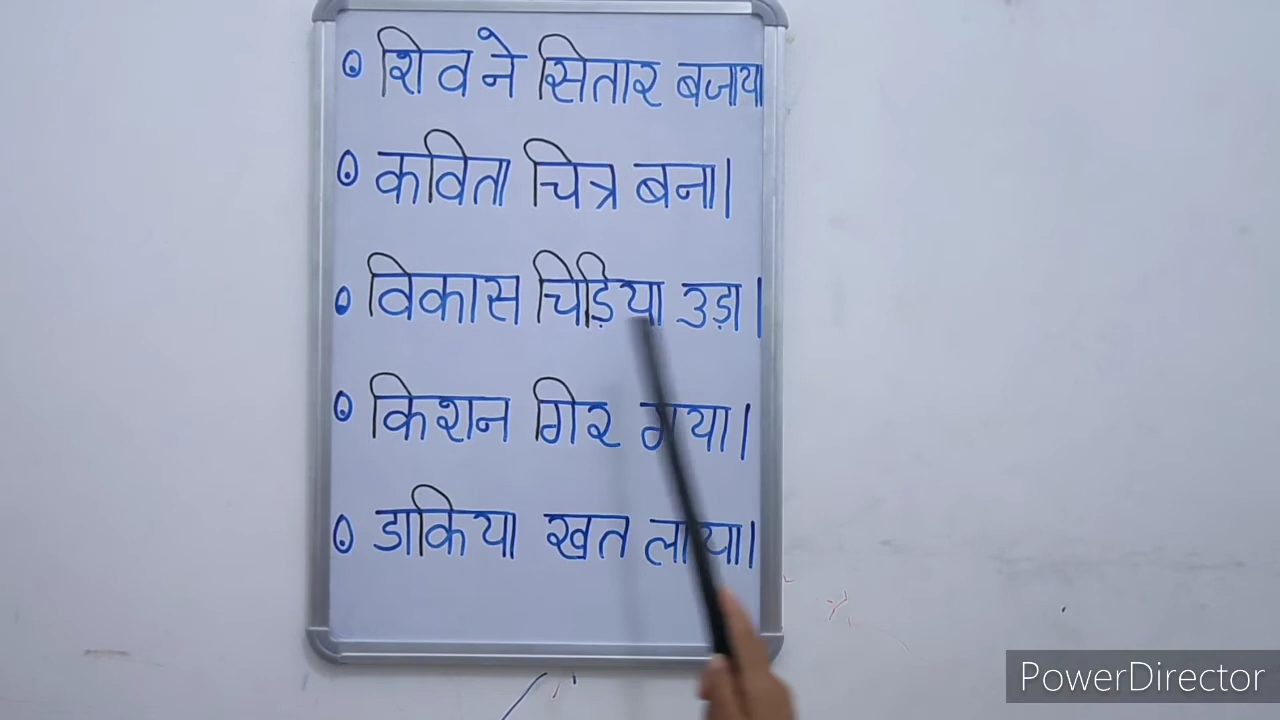 शिव ने सितार बजाया
कविता चित्र बना।
विकास चिड़िया उड़ा।
किशन गिर गया।
डाकिया खत लाया।
PowerDirector